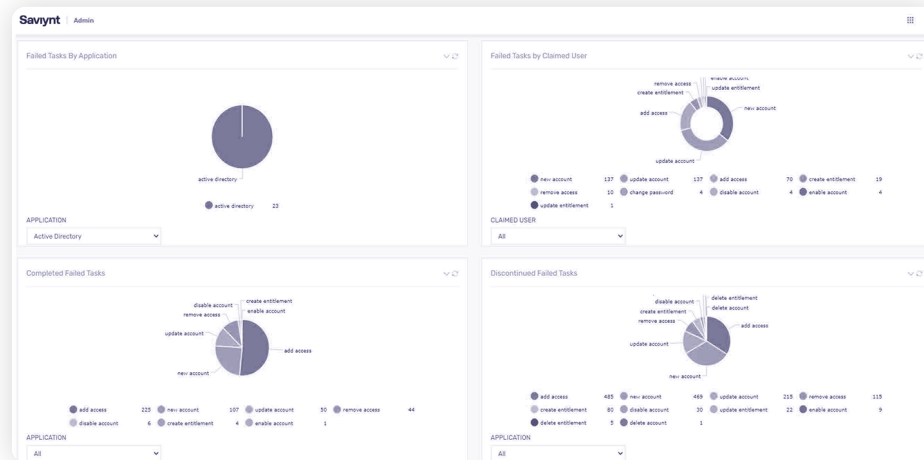 Saviynt | Admin
Failed Tasks By Application
active directory
active directory 23
APPLICATION
Active Directory
Failed Tasks by Claimed User
enable account
remove access
update entitlement
create entitlement
new account
add access
update account
new account 137 update account 137 add access 70 create entitlement 19
remove access 10 change password 4 disable account 4 enable account 4
update entitlement 1
CLAIMED USER
All
Completed Failed Tasks
create entitlement
disable account
enable account
remove access
update account
add access
new account
add access 225 new account 107 update account 50 remove access 44
disable account 6 create entitlement 4 enable account 1
APPLICATION
All
Discontinued Failed Tasks
delete entitlement
disable account
delete account
create entitlement
remove access
add access
update account
new account
add access 485 new account 469 update account 215 remove access 115
create entitlement 80 disable account 30 update entitlement 22 enable account 9
delete entitlement 5 delete account 1
APPLICATION
All